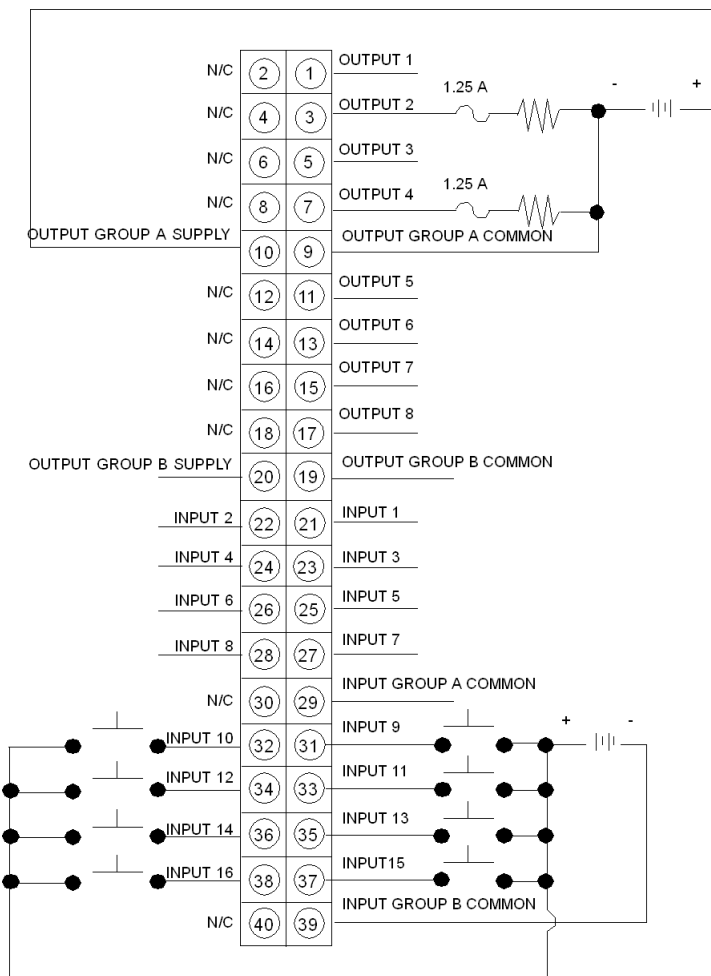 N/C 2 1 OUTPUT 1
1.25 A - +
N/C 4 3 OUTPUT 2
N/C 6 5 OUTPUT 3
1.25 A
N/C 8 7 OUTPUT 4
OUTPUT GROUP A SUPPLY 10 9 OUTPUT GROUP A COMMON
N/C 12 11 OUTPUT 5
N/C 14 13 OUTPUT 6
N/C 16 15 OUTPUT 7
N/C 18 17 OUTPUT 8
OUTPUT GROUP B SUPPLY 20 19 OUTPUT GROUP B COMMON
INPUT 2 22 21 INPUT 1
INPUT 4 24 23 INPUT 3
INPUT 6 26 25 INPUT 5
INPUT 8 28 27 INPUT 7
N/C 30 29 INPUT GROUP A COMMON
+ -
INPUT 10 32 31 INPUT 9
INPUT 12 34 33 INPUT 11
INPUT 14 36 35 INPUT 13
INPUT 16 38 37 INPUT15
N/C 40 39 INPUT GROUP B COMMON